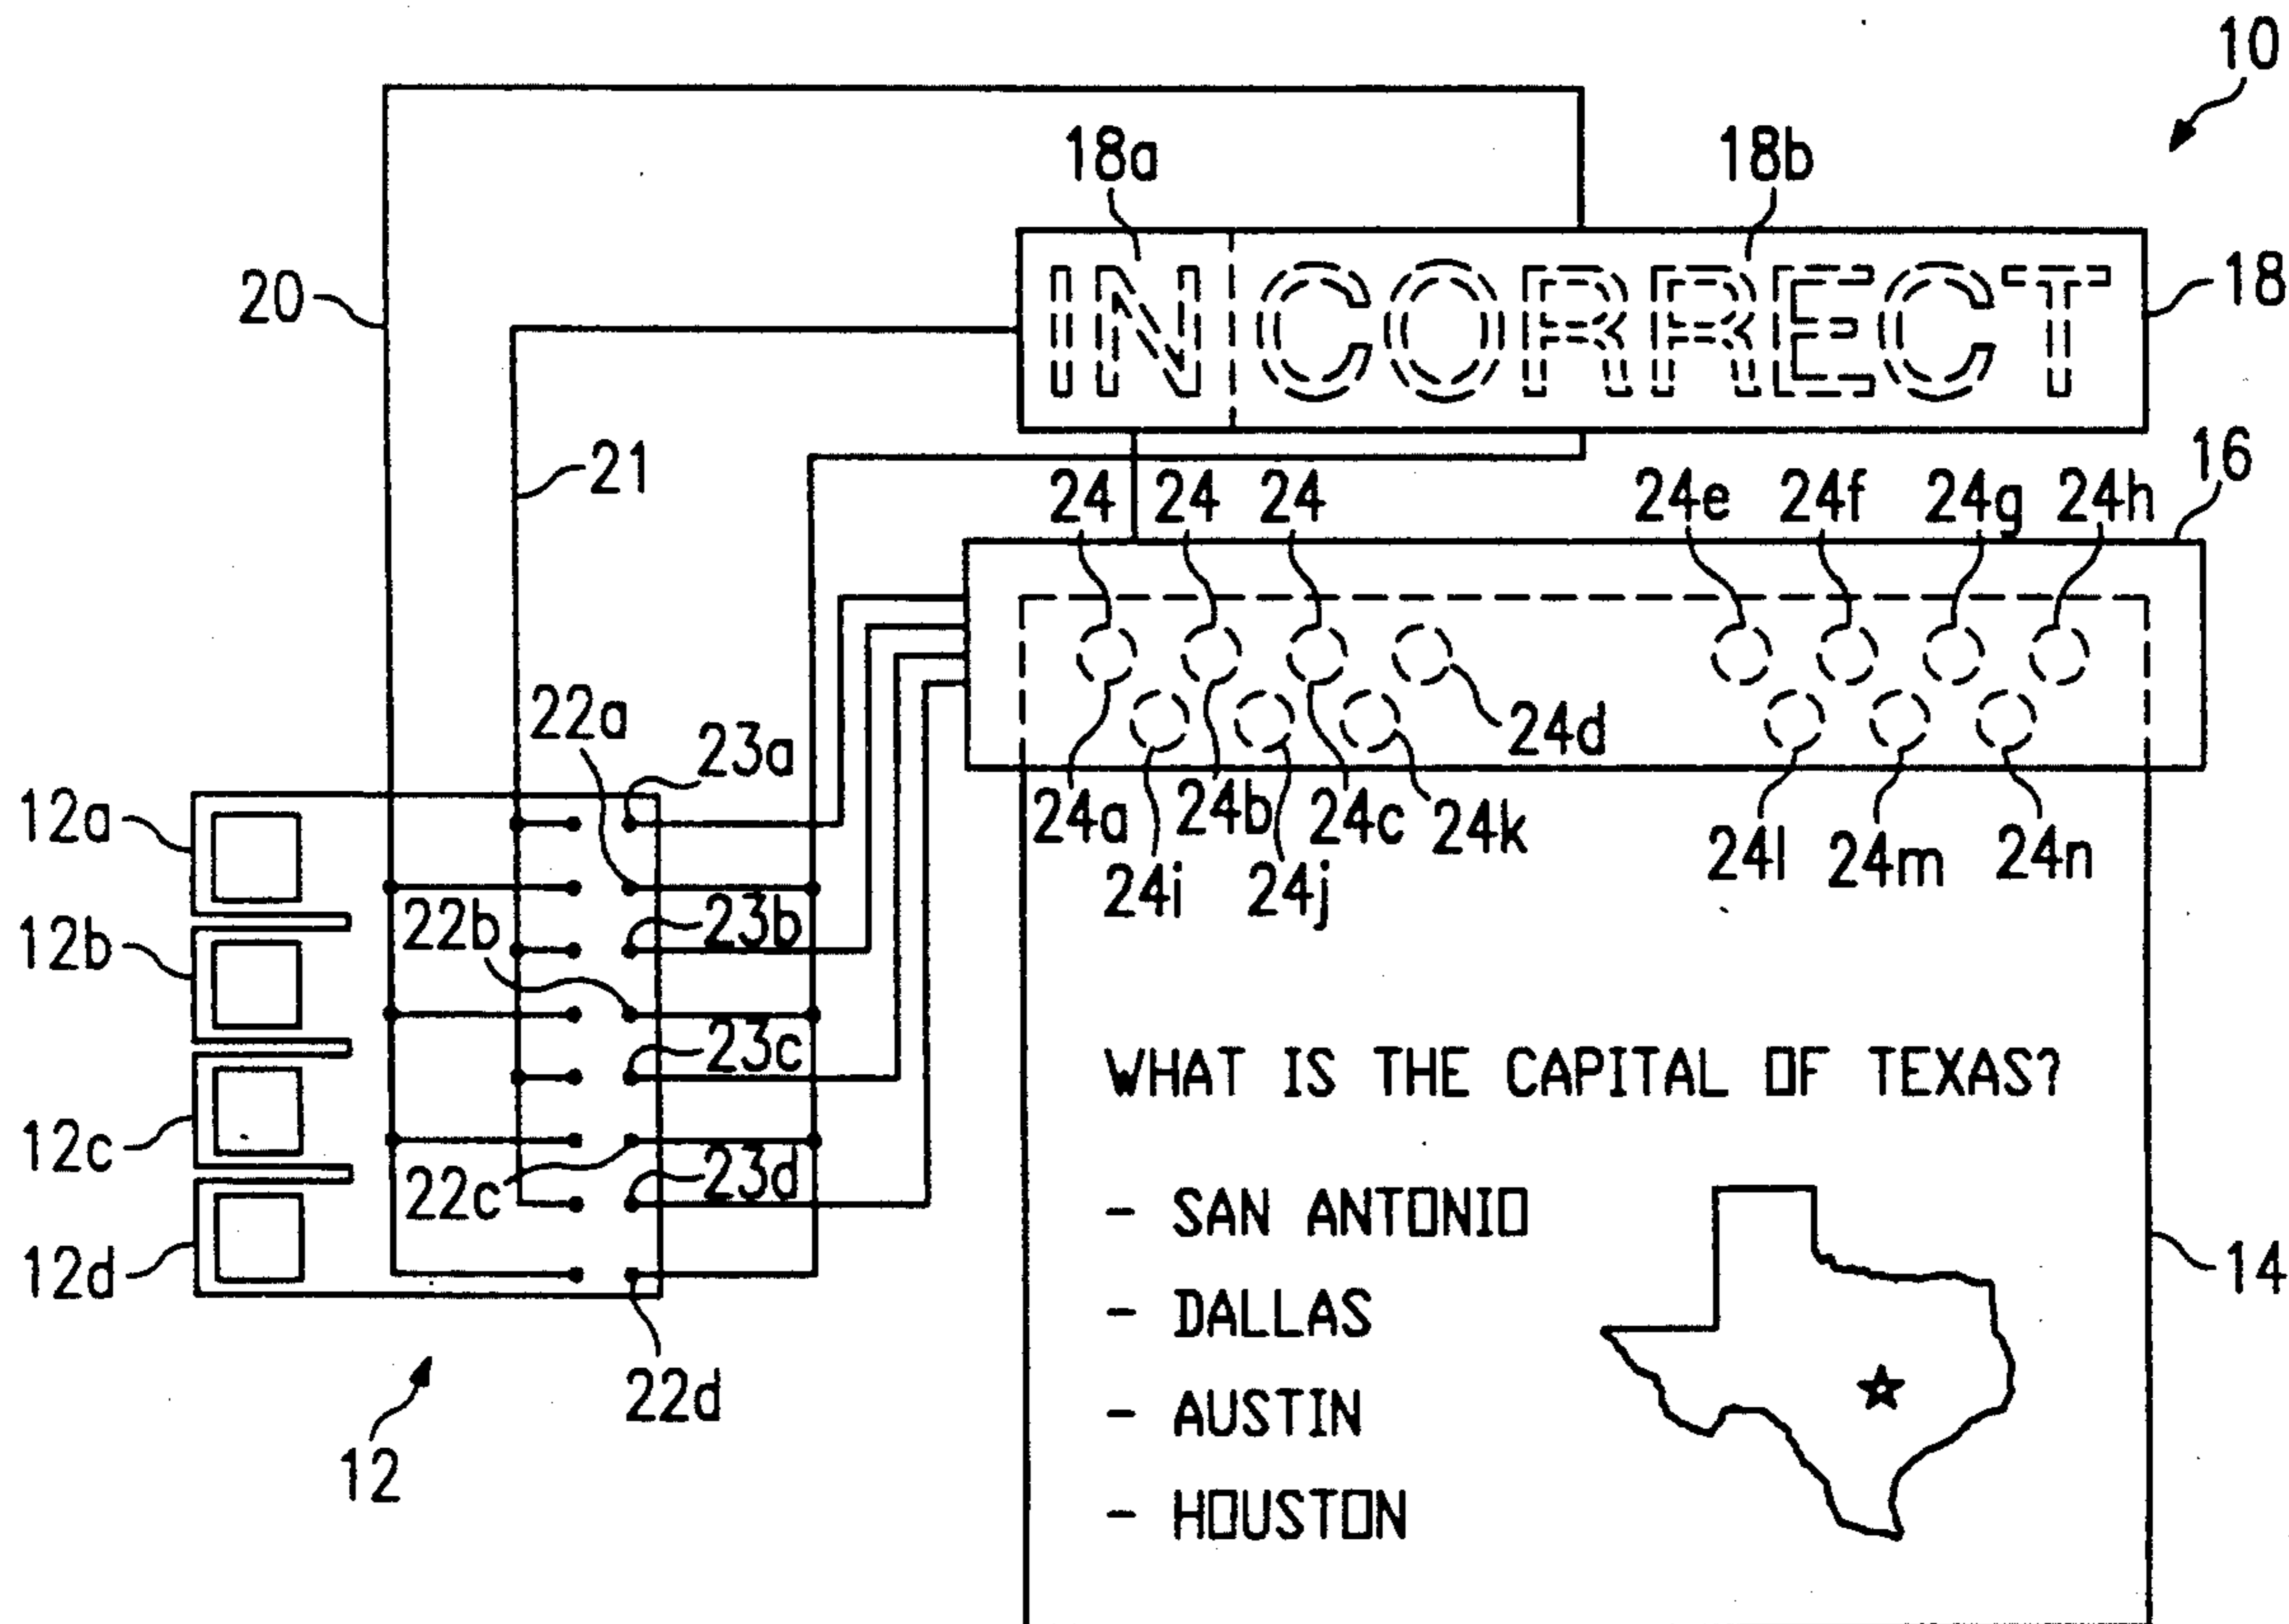 10
18a 18b
IN CORRECT
20
18
21
16
24 24 24 24e 24f 24g 24h
22a
23a
24d
12a
24a 24b 24c 24k
24i 24j
24l 24m 24n
12b
22b
23b
23c
WHAT IS THE CAPITAL OF TEXAS?
12c
22c
23d
- SAN ANTONIO
12d
14
- DALLAS
22d
- AUSTIN
12
- HOUSTON